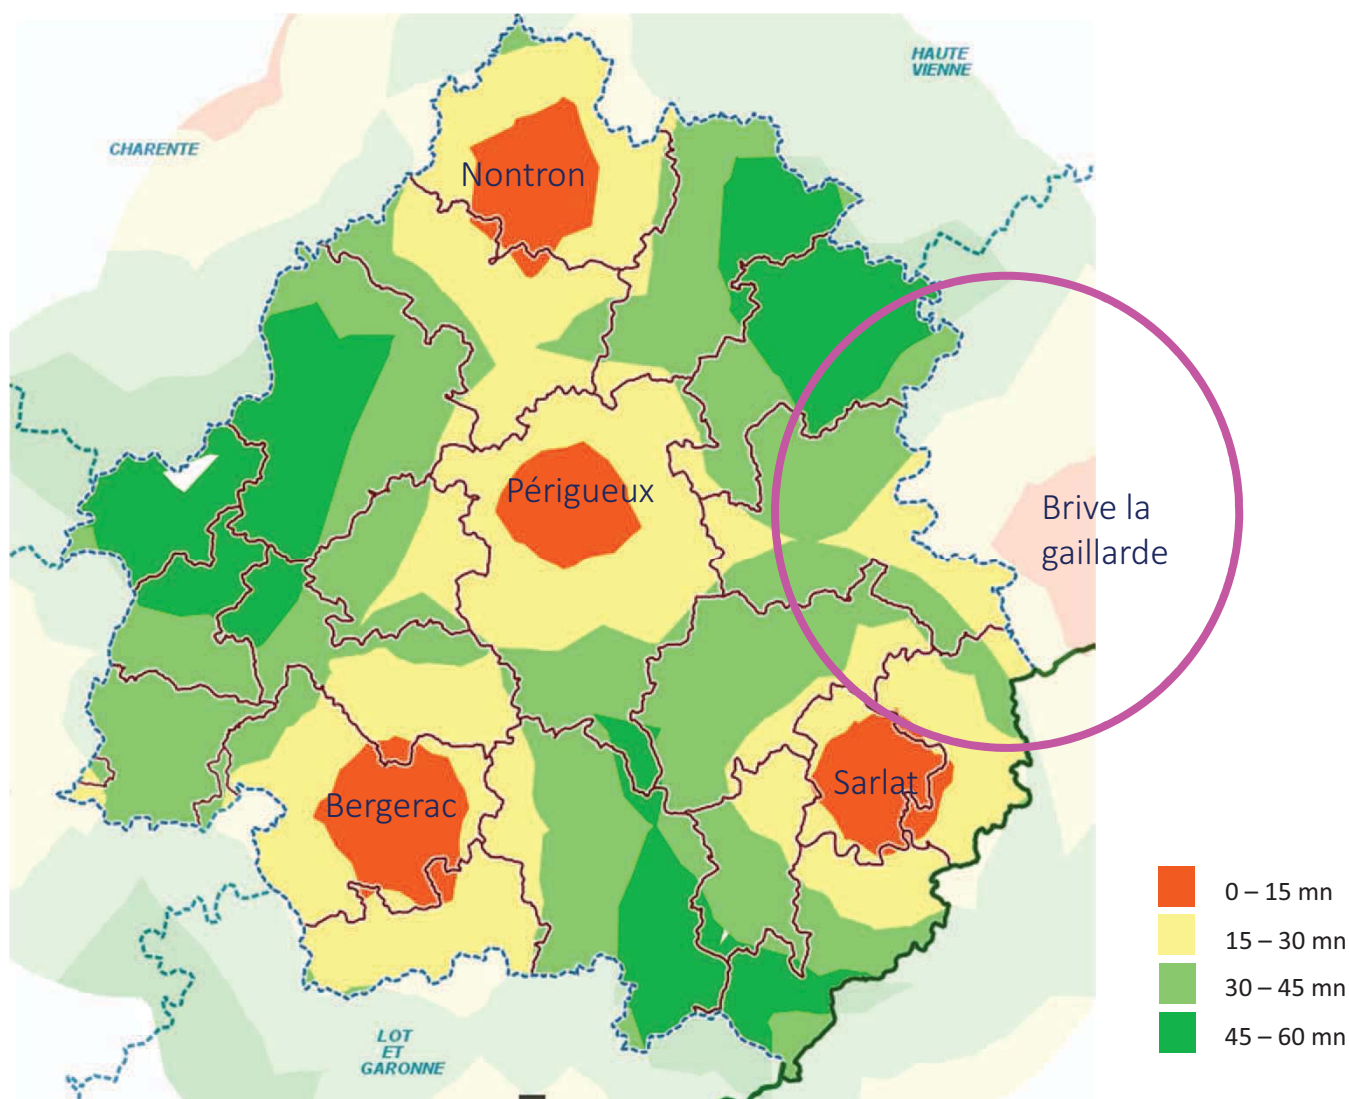 HAUTE
VIENNE
CHARENTE
Nontron
Périgueux
Brive la
gaillarde
Sarlat
Bergerac
0 – 15 mn
15 – 30 mn
30 – 45 mn
45 – 60 mn
LOT
ET
GARONNE